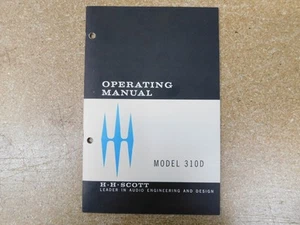 OPERATING
MANUAL
MODEL 310D
H·H·SCOTT
LEADER IN AUDIO ENGINEERING AND DESIGN